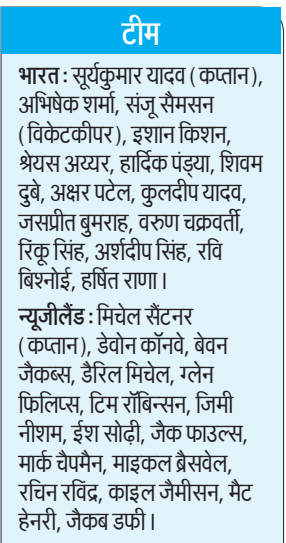 टीम
भारत : सूर्यकुमार यादव ( कप्तान ),
अभिषेक शर्मा, संजू सैमसन
( विकेटकीपर ), इशान किशन,
श्रेयस अय्यर, हार्दिक पंड्या, शिवम
दुबे, अक्षर पटेल, कुलदीप यादव,
जसप्रीत बुमराह, वरुण चक्रवर्ती,
रिंकू सिंह, अर्शदीप सिंह, रवि
बिश्नोई, हर्षित राणा ।
न्यूजीलैंड : मिचेल सैंटनर
( कप्तान ), डेवोन कॉनवे, बेवन
जैकब्स, डैरिल मिचेल, ग्लेन
फिलिप्स, टिम रॉबिन्सन, जिमी
नीशम, ईश सोढ़ी, जैक फाउल्स,
मार्क चैपमैन, माइकल ब्रैसवेल,
रचिन रविंद्र, काइल जैमीसन, मैट
हेनरी, जैकब डफी ।